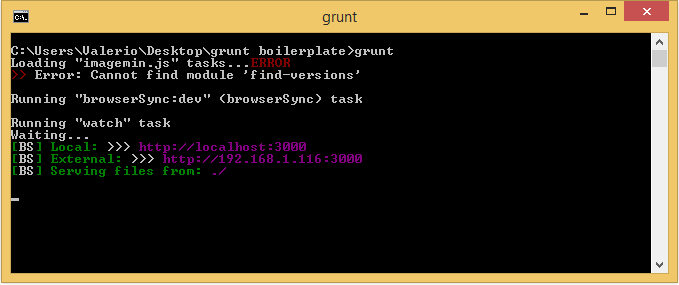 grunt
C:\Users\Valerio\Desktop\grunt boilerplate>grunt
Loading "imagemin.js" tasks...ERROR
>> Error: Cannot find module 'find-versions'
Running "browserSync:dev" (browserSync) task
Running "watch" task
Waiting...
[BS] Local: >>> http://localhost:3000
[BS] External: >>> http://192.168.1.116:3000
[BS] Serving files from: ./